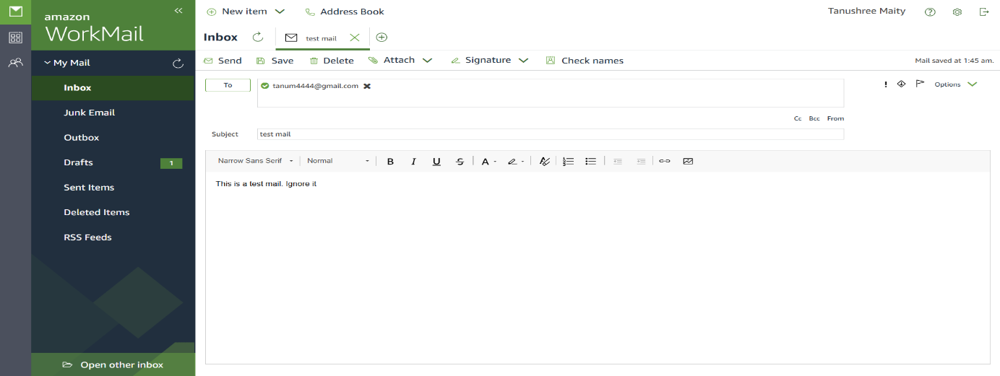 amazon
WorkMail
My Mail
Inbox
Junk Email
Outbox
Drafts 1
Sent Items
Deleted Items
RSS Feeds
Open other inbox
New item Address Book Tanushree Maity
Inbox test mail
Send Save Delete Attach Signature Check names Mail saved at 1:45 am.
To tanum4444@gmail.com Options
Cc Bcc From
Subject test mail
Narrow Sans Serif Normal B I U S A
This is a test mail. Ignore it